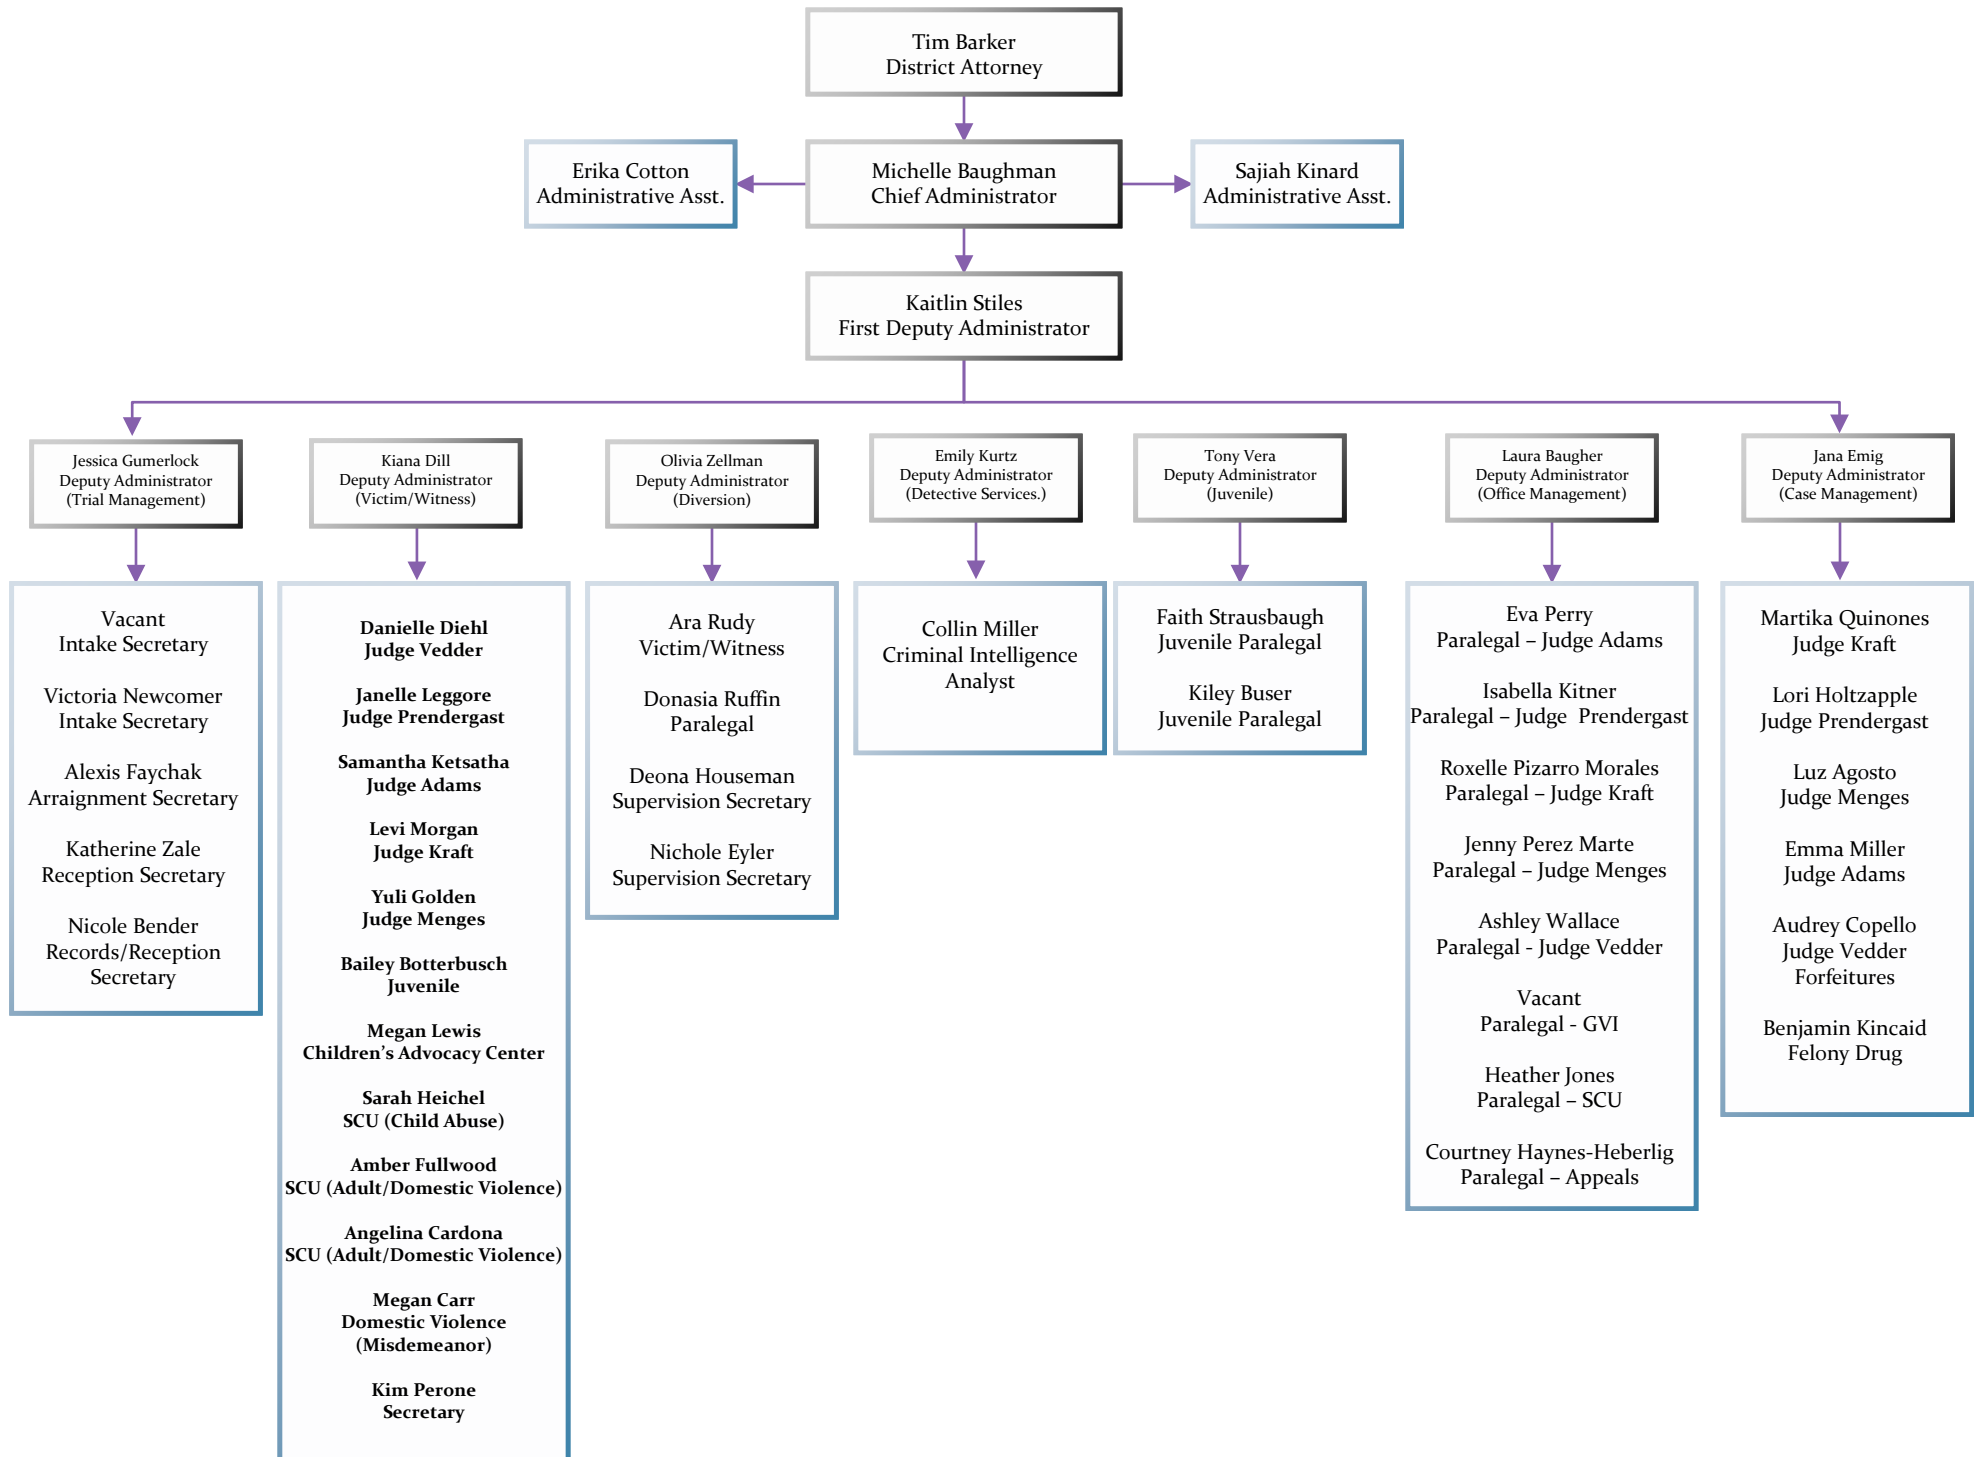 Tim Barker
District Attorney
Erika Cotton
Administrative Asst.
Michelle Baughman
Chief Administrator
Sajiah Kinard
Administrative Asst.
Kaitlin Stiles
First Deputy Administrator
Jessica Gumerlock
Deputy Administrator
(Trial Management)
Kiana Dill
Deputy Administrator
(Victim/Witness)
Olivia Zellman
Deputy Administrator
(Diversion)
Emily Kurtz
Deputy Administrator
(Detective Services.)
Tony Vera
Deputy Administrator
(Juvenile)
Laura Baugher
Deputy Administrator
(Office Management)
Jana Emig
Deputy Administrator
(Case Management)
Vacant
Intake Secretary
Victoria Newcomer
Intake Secretary
Alexis Faychak
Arraignment Secretary
Katherine Zale
Reception Secretary
Nicole Bender
Records/Reception
Secretary
Danielle Diehl
Judge Vedder
Janelle Leggore
Judge Prendergast
Samantha Ketsatha
Judge Adams
Levi Morgan
Judge Kraft
Yuli Golden
Judge Menges
Bailey Botterbusch
Juvenile
Megan Lewis
Children's Advocacy Center
Sarah Heichel
SCU (Child Abuse)
Amber Fullwood
SCU (Adult/Domestic Violence)
Angelina Cardona
SCU (Adult/Domestic Violence)
Megan Carr
Domestic Violence
(Misdemeanor)
Kim Perone
Secretary
Ara Rudy
Victim/Witness
Donasia Ruffin
Paralegal
Deona Houseman
Supervision Secretary
Nichole Eyler
Supervision Secretary
Collin Miller
Criminal Intelligence
Analyst
Faith Strausbaugh
Juvenile Paralegal
Kiley Buser
Juvenile Paralegal
Eva Perry
Paralegal – Judge Adams
Isabella Kitner
Paralegal – Judge  Prendergast
Roxelle Pizarro Morales
Paralegal – Judge Kraft
Jenny Perez Marte
Paralegal – Judge Menges
Ashley Wallace
Paralegal - Judge Vedder
Vacant
Paralegal - GVI
Heather Jones
Paralegal – SCU
Courtney Haynes-Heberlig
Paralegal – Appeals
Martika Quinones
Judge Kraft
Lori Holtzapple
Judge Prendergast
Luz Agosto
Judge Menges
Emma Miller
Judge Adams
Audrey Copello
Judge Vedder
Forfeitures
Benjamin Kincaid
Felony Drug